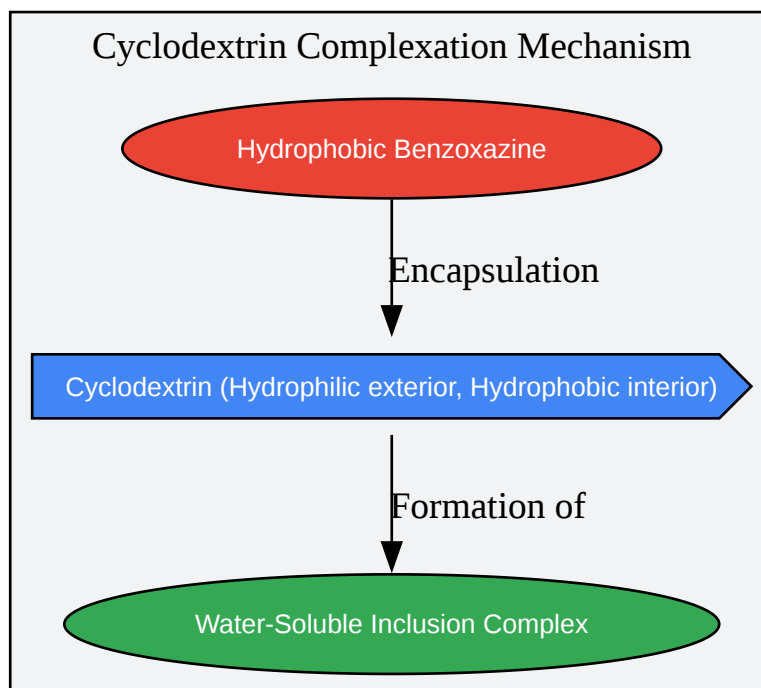 Cyclodextrin Complexation Mechanism
Hydrophobic Benzoxazine
Encapsulation
Cyclodextrin (Hydrophilic exterior, Hydrophobic interior)
Formation of
Water-Soluble Inclusion Complex